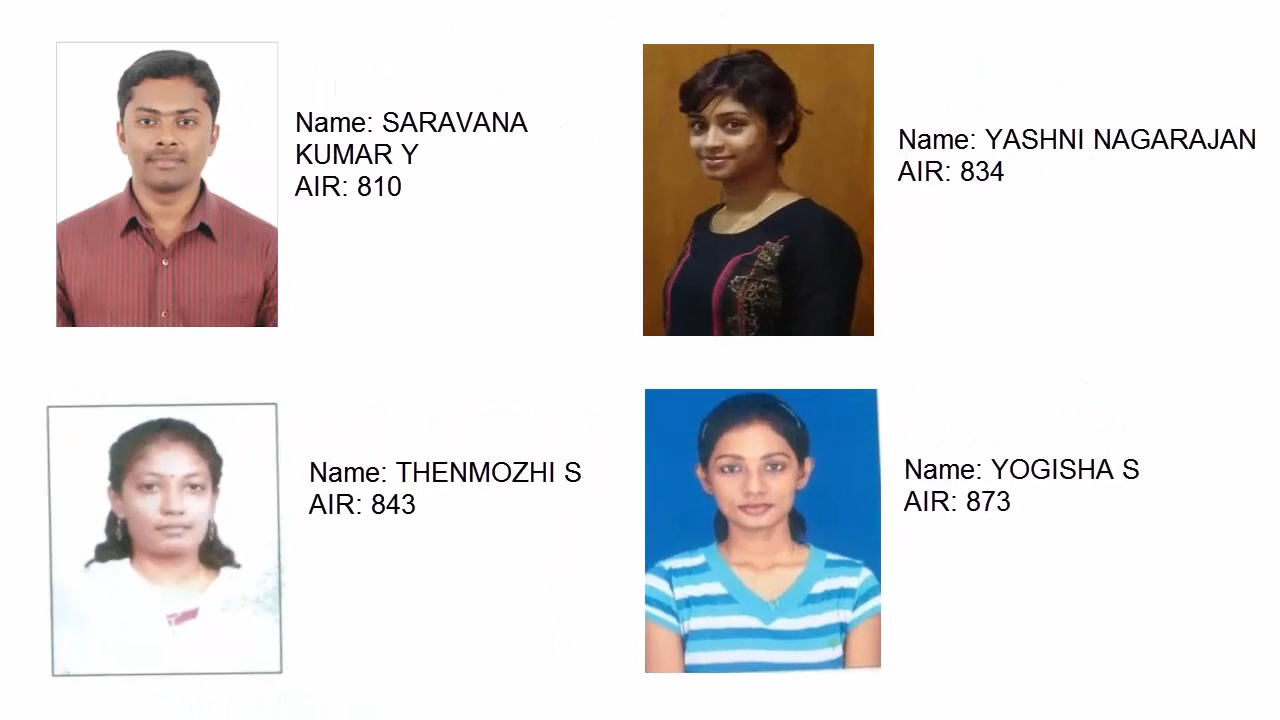 Name: SARAVANA
KUMAR Y
AIR: 810
Name: YASHNI NAGARAJAN
AIR: 834
Name: THENMOZHI S
AIR: 843
Name: YOGISHA S
AIR: 873